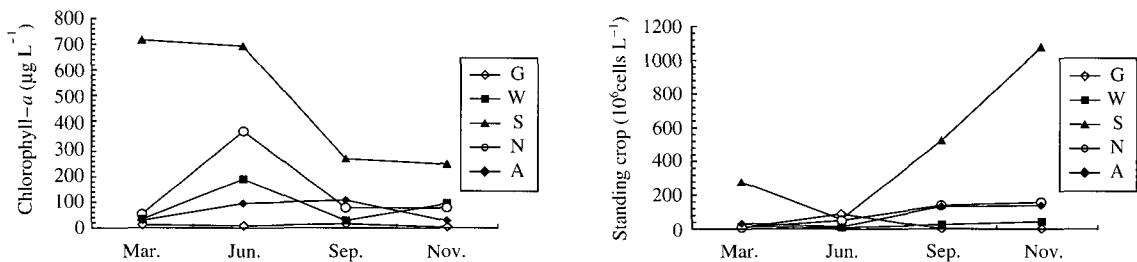 Chlorophyll–a (μg L⁻¹)
800
700
600
500
400
300
200
100
0
Mar. Jun. Sep. Nov.
G
W
S
N
A
Standing crop (10⁶cells L⁻¹)
1200
1000
800
600
400
200
0
Mar. Jun. Sep. Nov.
G
W
S
N
A